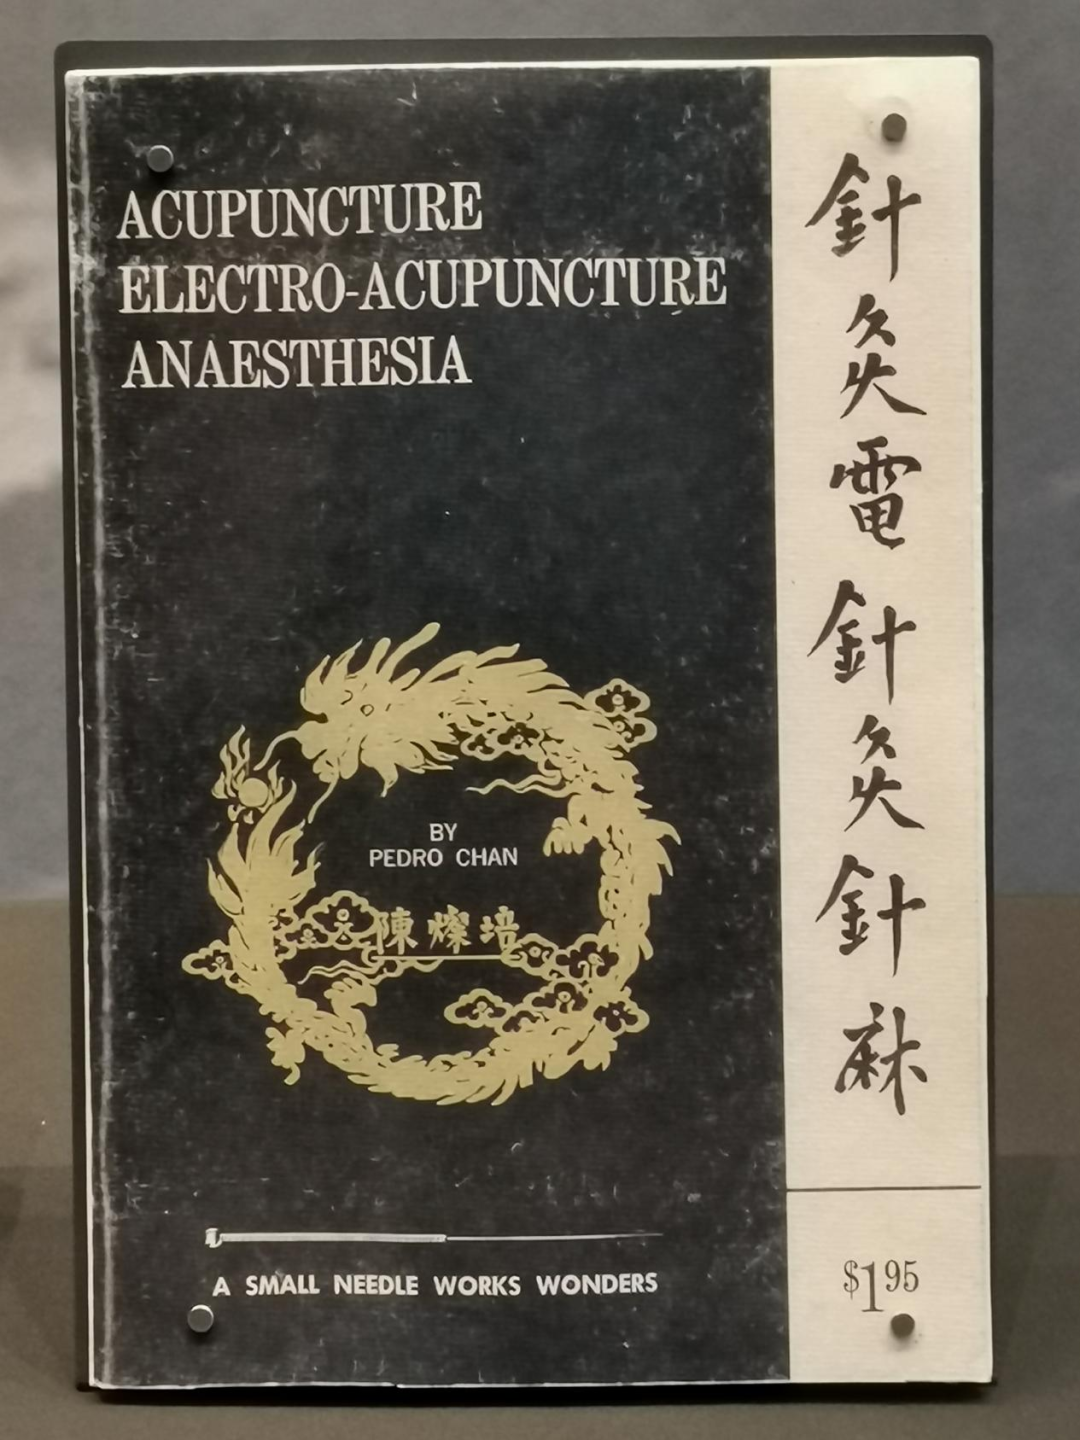 ACUPUNCTURE
ELECTRO-ACUPUNCTURE
ANAESTHESIA
BY
PEDRO CHAN
陳燦培
A SMALL NEEDLE WORKS WONDERS
針灸電針灸針麻
$1.95